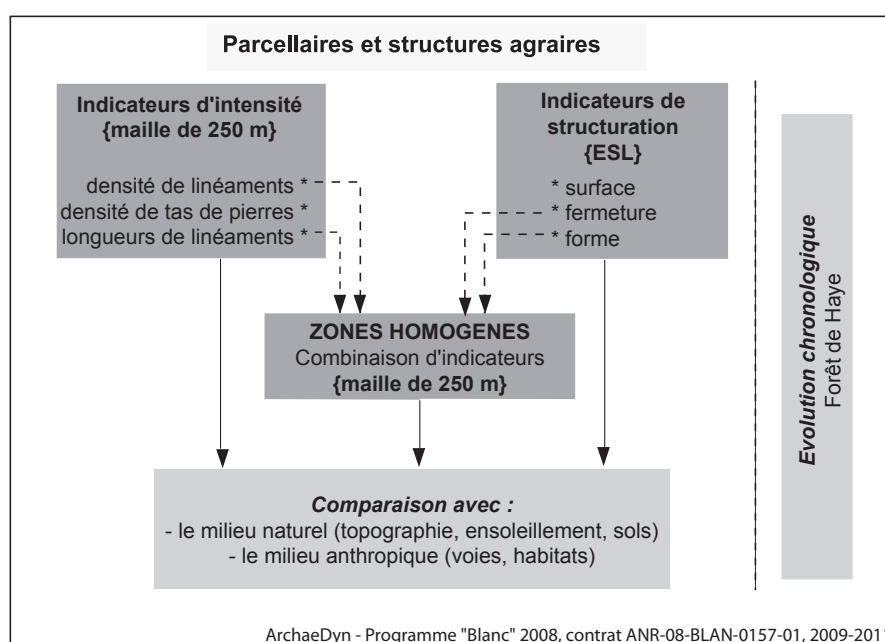 Parcellaires et structures agraires
Indicateurs d'intensité
{maille de 250 m}
densité de linéaments *
densité de tas de pierres *
longueurs de linéaments *
Indicateurs de
structuration
{ESL}
* surface
* fermeture
* forme
ZONES HOMOGENES
Combinaison d'indicateurs
{maille de 250 m}
Comparaison avec :
- le milieu naturel (topographie, ensoleillement, sols)
- le milieu anthropique (voies, habitats)
Evolution chronologique
Forêt de Haye
ArchaeDyn - Programme "Blanc" 2008, contrat ANR-08-BLAN-0157-01, 2009-201